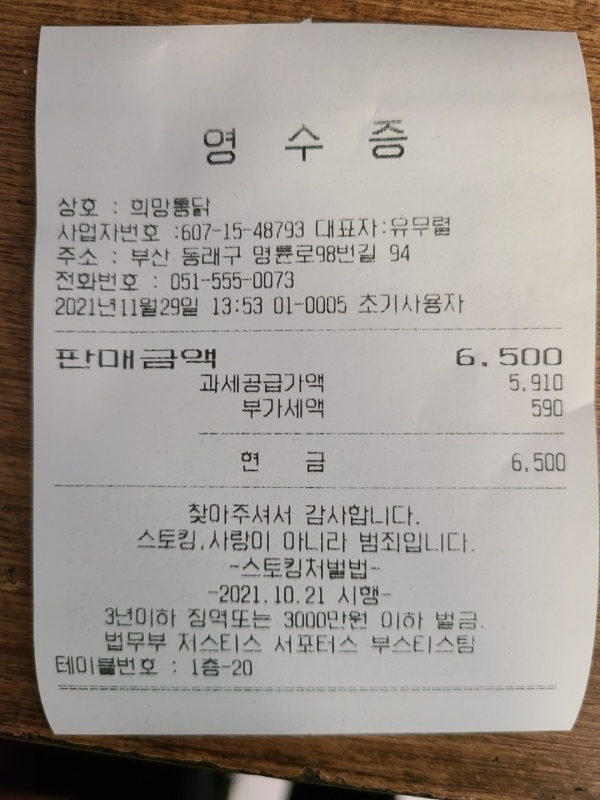 영 수 증
상호 : 희망통닭
사업자번호 :607-15-48793 대표자:유무렬
주소 : 부산 동래구 명륜로98번길 94
전화번호 : 051-555-0073
2021년11월29일 13:53 01-0005 초기사용자
판매금액 6,500
과세공급가액 5,910
부가세액 590
현 금 6,500
찾아주셔서 감사합니다.
스토킹,사랑이 아니라 범죄입니다.
-스토킹처벌법-
-2021.10.21 시행-
3년이하 징역또는 3000만원 이하 벌금.
법무부 저스티스 서포터스 부스티스팀
테이블번호 : 1층-20